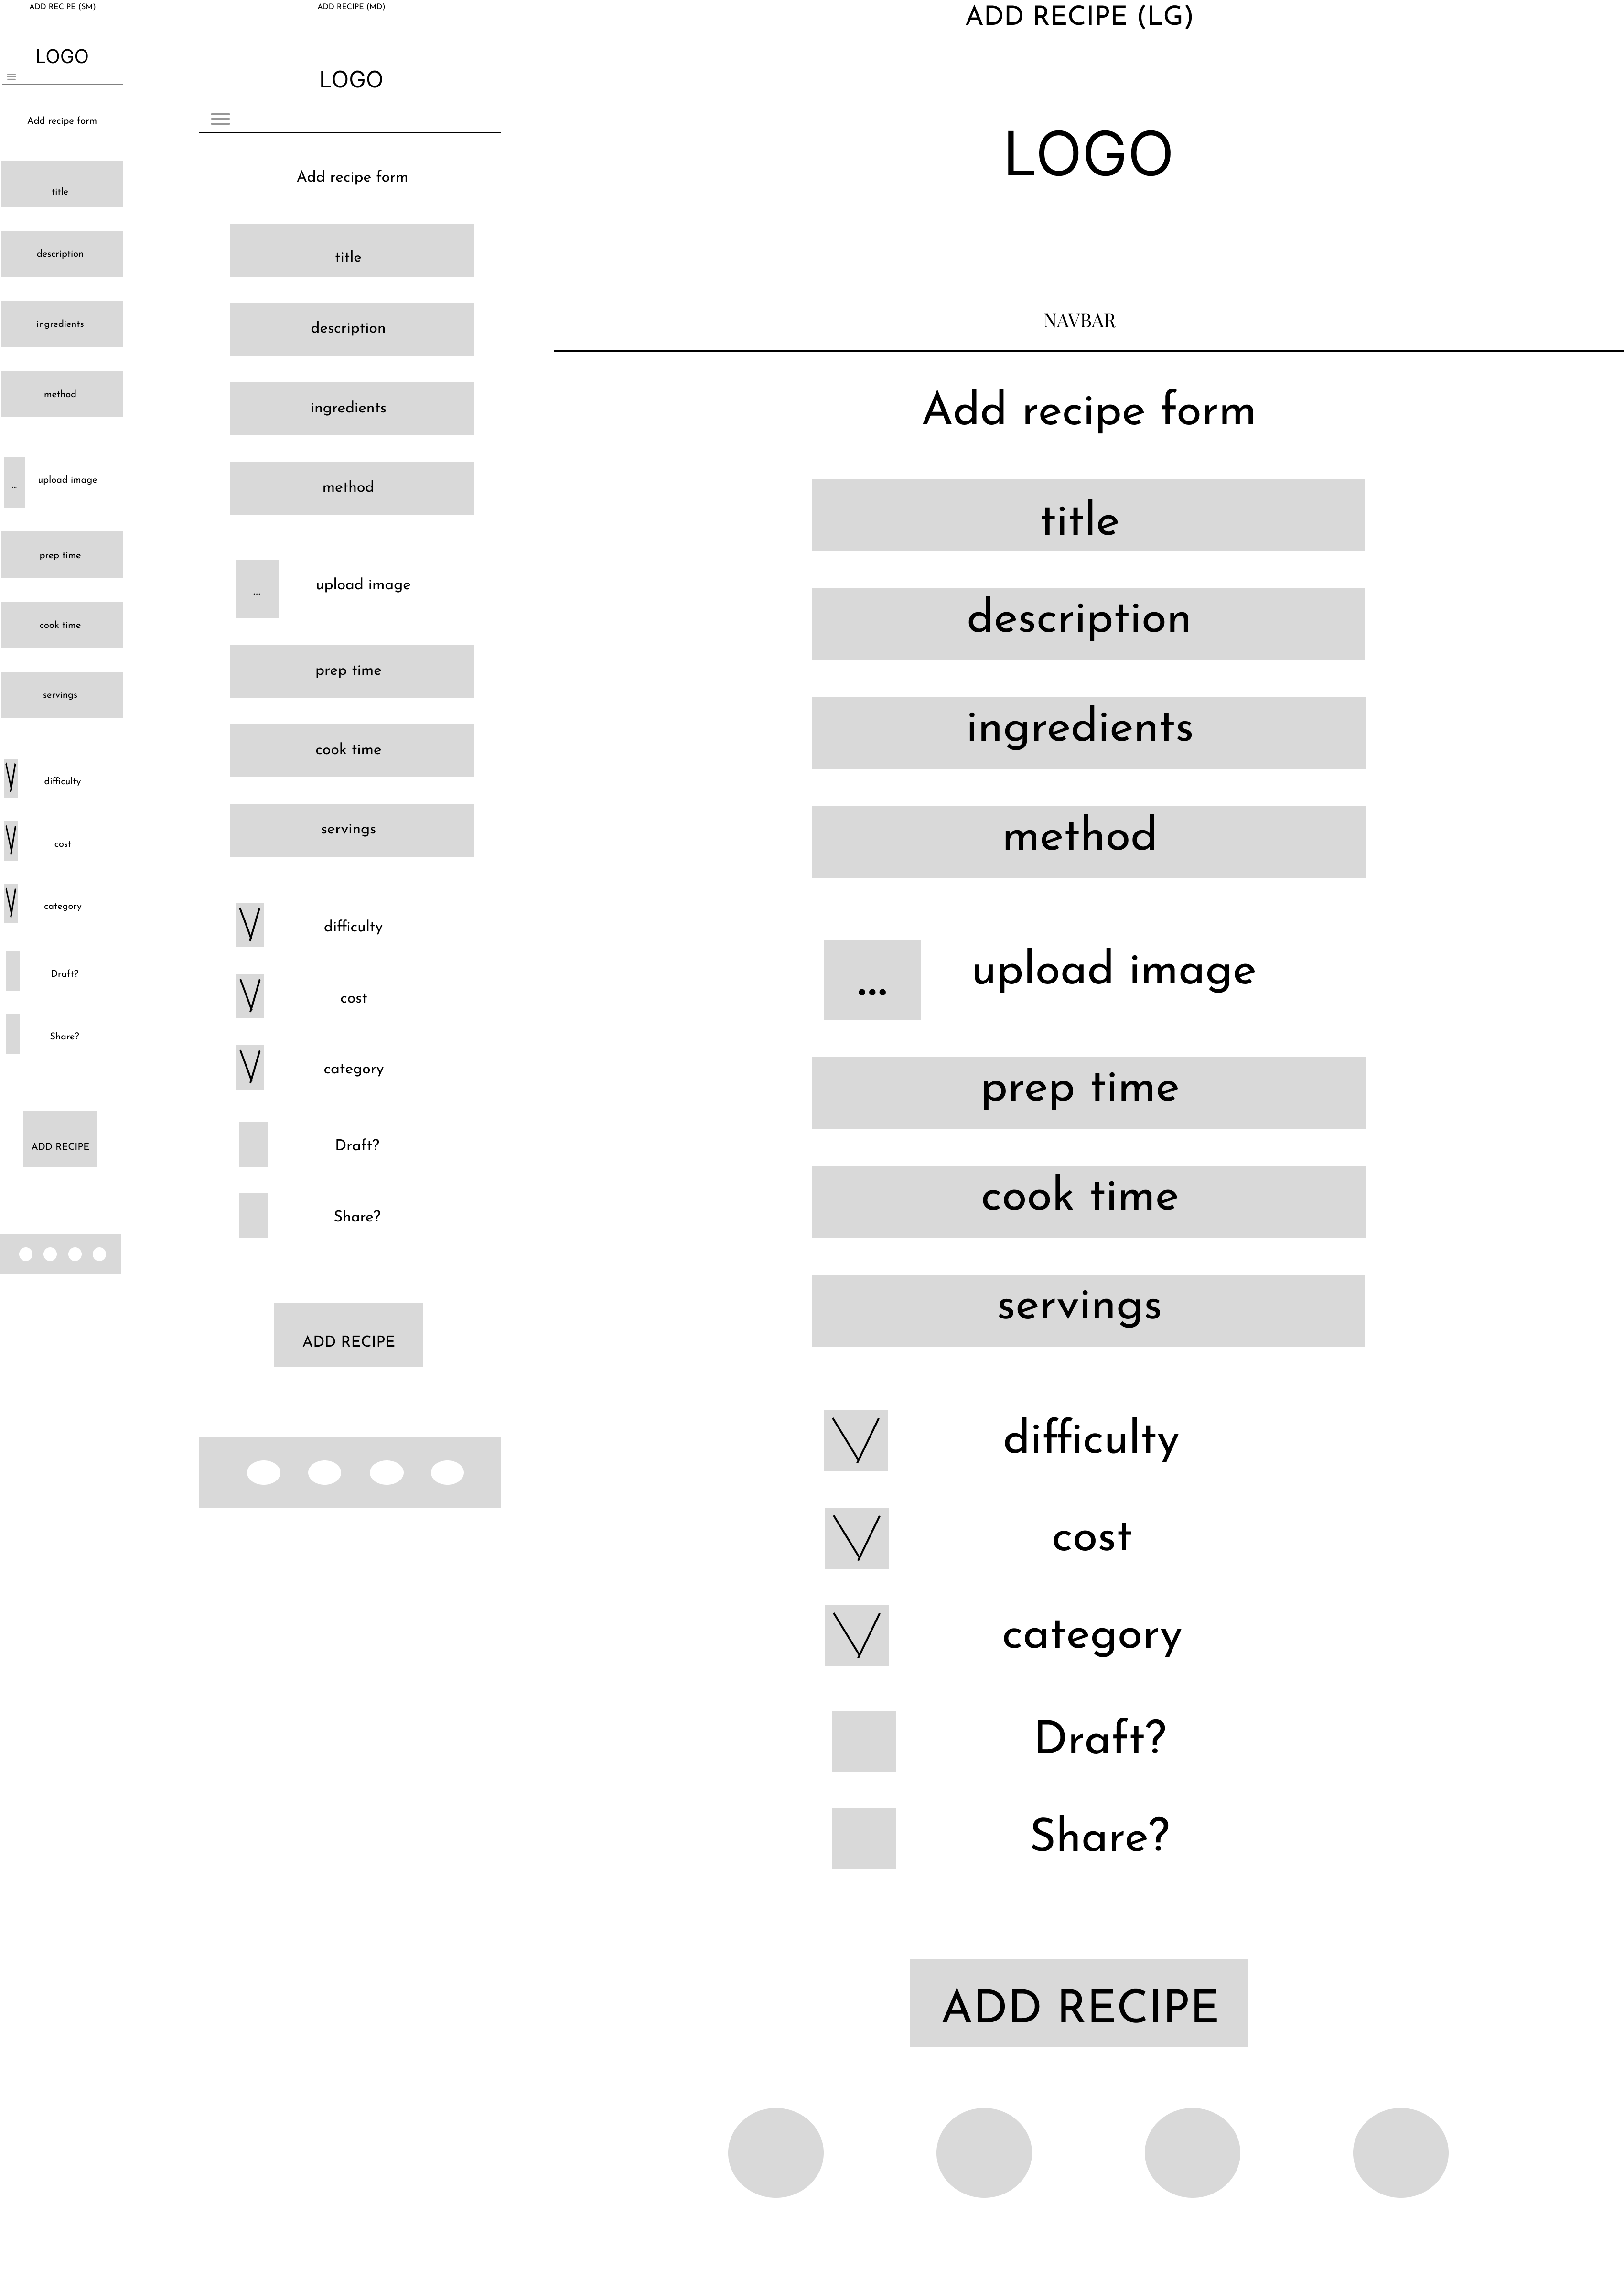 ADD RECIPE (SM)
LOGO
Add recipe form
title
description
ingredients
method
... upload image
prep time
cook time
servings
difficulty
cost
category
Draft?
Share?
ADD RECIPE
ADD RECIPE (MD)
LOGO
Add recipe form
title
description
ingredients
method
... upload image
prep time
cook time
servings
difficulty
cost
category
Draft?
Share?
ADD RECIPE
ADD RECIPE (LG)
LOGO
NAVBAR
Add recipe form
title
description
ingredients
method
... upload image
prep time
cook time
servings
difficulty
cost
category
Draft?
Share?
ADD RECIPE